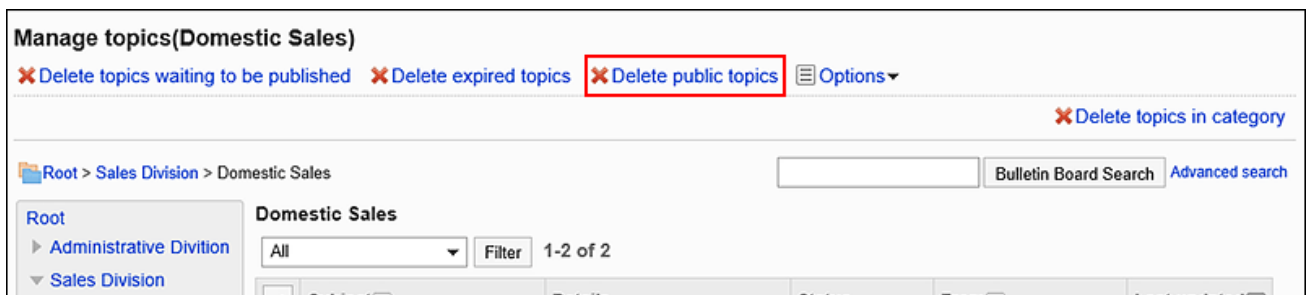 Manage topics(Domestic Sales)
Delete topics waiting to be published Delete expired topics Delete public topics Options
Delete topics in category
Root > Sales Division > Domestic Sales Bulletin Board Search Advanced search
Root Domestic Sales
Administrative Divition All Filter 1-2 of 2
Sales Division